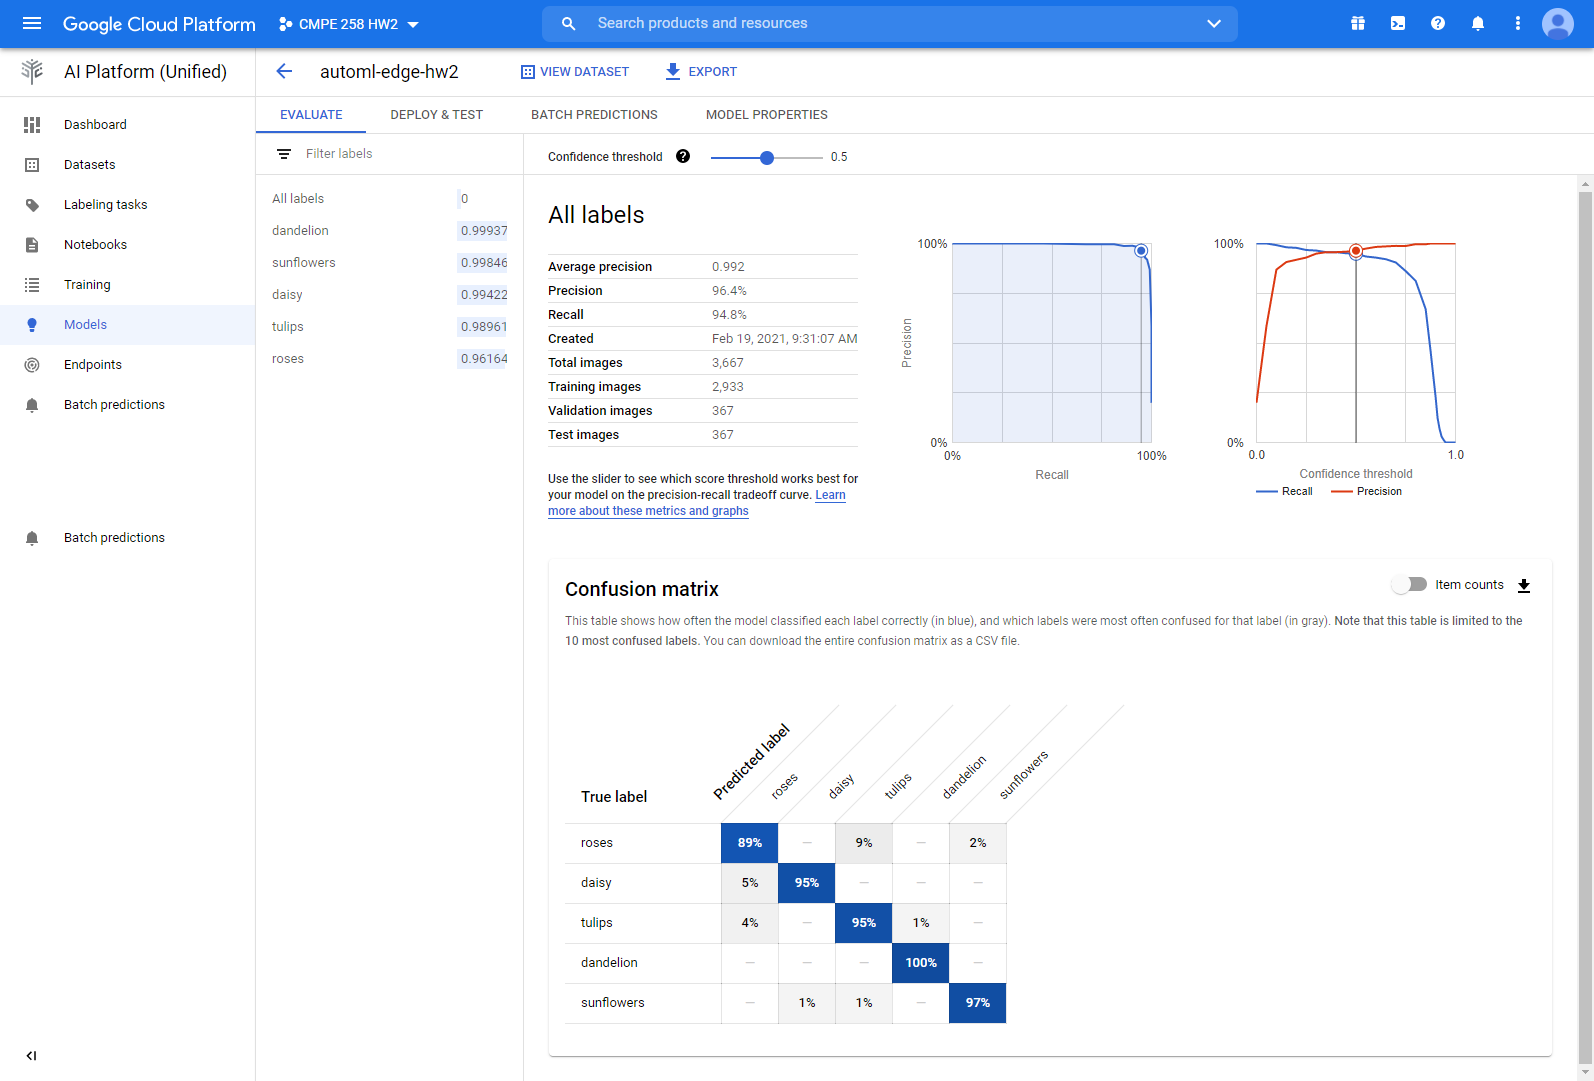 Google Cloud Platform
CMPE 258 HW2
Search products and resources
AI Platform (Unified)
automl-edge-hw2
VIEW DATASET
EXPORT
Dashboard
Datasets
Labeling tasks
Notebooks
Training
Models
Endpoints
Batch predictions
Batch predictions
EVALUATE
DEPLOY & TEST
BATCH PREDICTIONS
MODEL PROPERTIES
Filter labels
All labels 0
dandelion 0.99937
sunflowers 0.99846
daisy 0.99422
tulips 0.98961
roses 0.96164
Confidence threshold ? 0.5
All labels
Average precision 0.992
Precision 96.4%
Recall 94.8%
Created Feb 19, 2021, 9:31:07 AM
Total images 3,667
Training images 2,933
Validation images 367
Test images 367
Use the slider to see which score threshold works best for
your model on the precision-recall tradeoff curve. Learn
more about these metrics and graphs
100%
Precision
0%
0% 100%
Recall
100%
0%
0.0 1.0
Confidence threshold
Recall Precision
Confusion matrix
Item counts
This table shows how often the model classified each label correctly (in blue), and which labels were most often confused for that label (in gray). Note that this table is limited to the
10 most confused labels. You can download the entire confusion matrix as a CSV file.
True label
Predicted label
roses
daisy
tulips
dandelion
sunflowers
roses 89% — 9% — 2%
daisy 5% 95% — — —
tulips 4% — 95% 1% —
dandelion — — — 100% —
sunflowers — 1% 1% — 97%